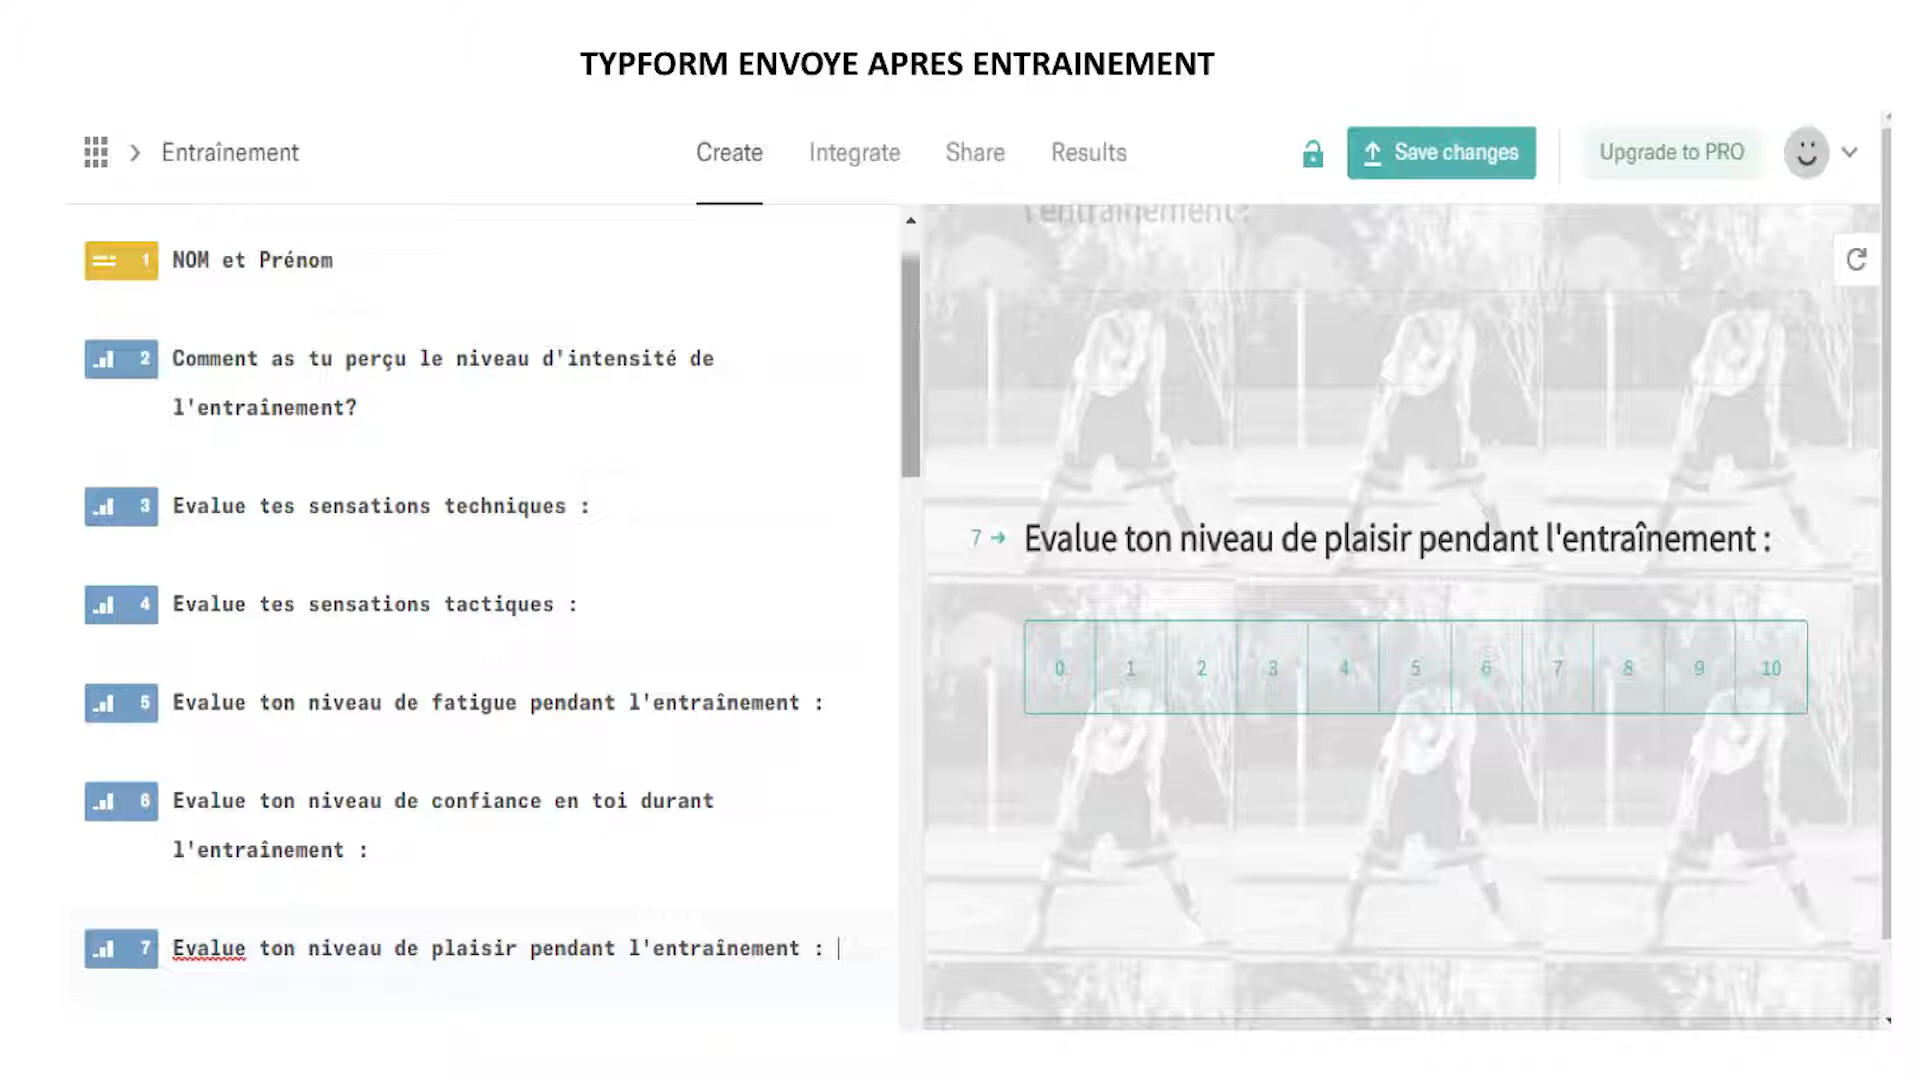 TYPFORM ENVOYE APRES ENTRAINEMENT
Entraînement
Create
Integrate
Share
Results
Save changes
Upgrade to PRO
1 NOM et Prénom
2 Comment as tu perçu le niveau d'intensité de
l'entraînement?
3 Evalue tes sensations techniques :
4 Evalue tes sensations tactiques :
5 Evalue ton niveau de fatigue pendant l'entraînement :
6 Evalue ton niveau de confiance en toi durant
l'entraînement :
7 Evalue ton niveau de plaisir pendant l'entraînement :
l'entraînement :
7 → Evalue ton niveau de plaisir pendant l'entraînement :
0 1 2 3 4 5 6 7 8 9 10